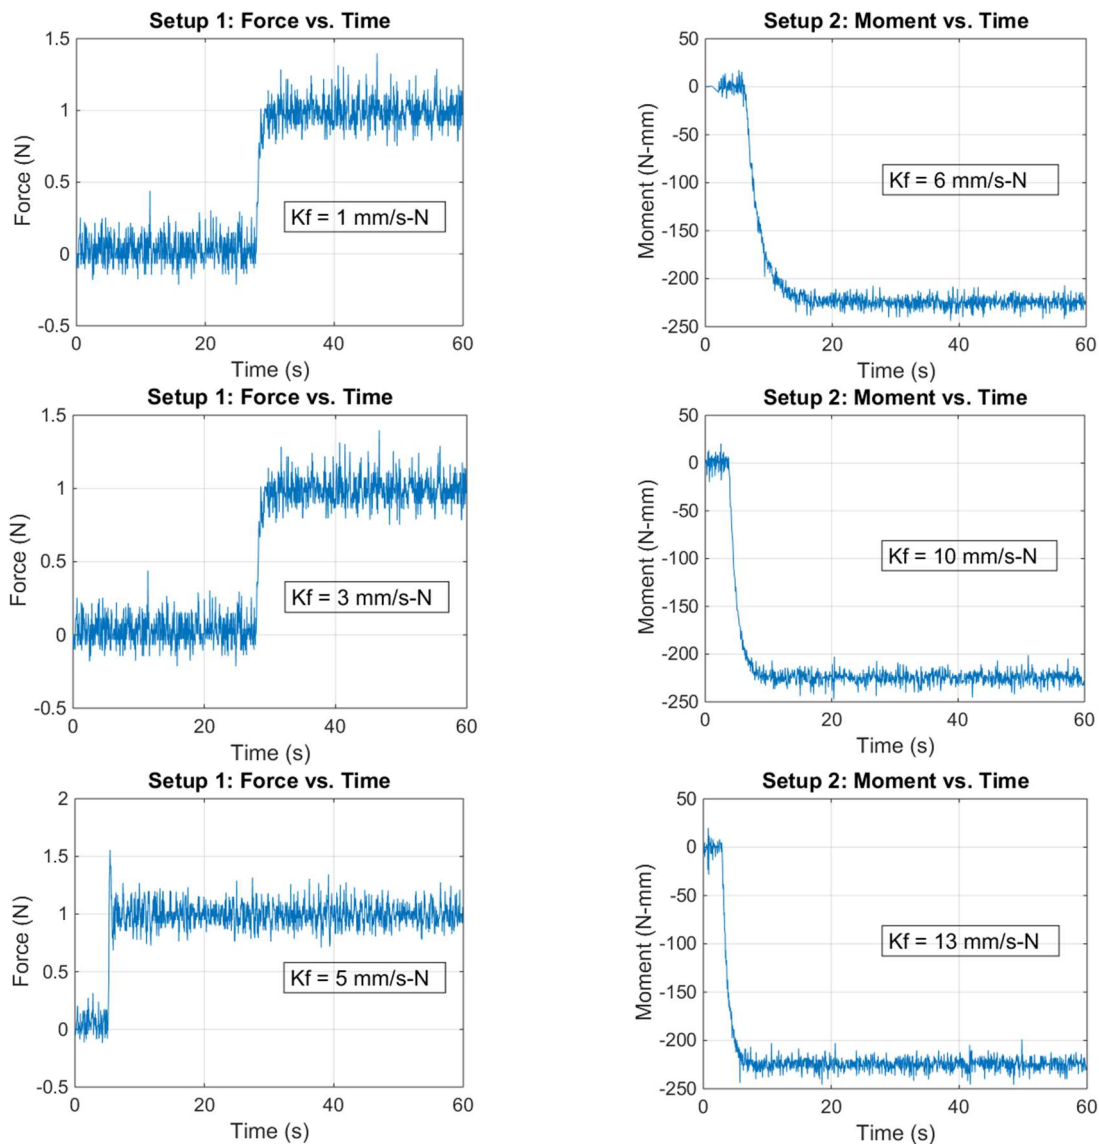 Setup 1: Force vs. Time
1.5
1
0.5
0
-0.5
Force (N)
Kf = 1 mm/s-N
0 20 40 60
Time (s)
Setup 2: Moment vs. Time
50
0
-50
-100
-150
-200
-250
Moment (N-mm)
Kf = 6 mm/s-N
0 20 40 60
Time (s)
Setup 1: Force vs. Time
1.5
1
0.5
0
-0.5
Force (N)
Kf = 3 mm/s-N
0 20 40 60
Time (s)
Setup 2: Moment vs. Time
50
0
-50
-100
-150
-200
-250
Moment (N-mm)
Kf = 10 mm/s-N
0 20 40 60
Time (s)
Setup 1: Force vs. Time
2
1.5
1
0.5
0
-0.5
Force (N)
Kf = 5 mm/s-N
0 20 40 60
Time (s)
Setup 2: Moment vs. Time
50
0
-50
-100
-150
-200
-250
Moment (N-mm)
Kf = 13 mm/s-N
0 20 40 60
Time (s)